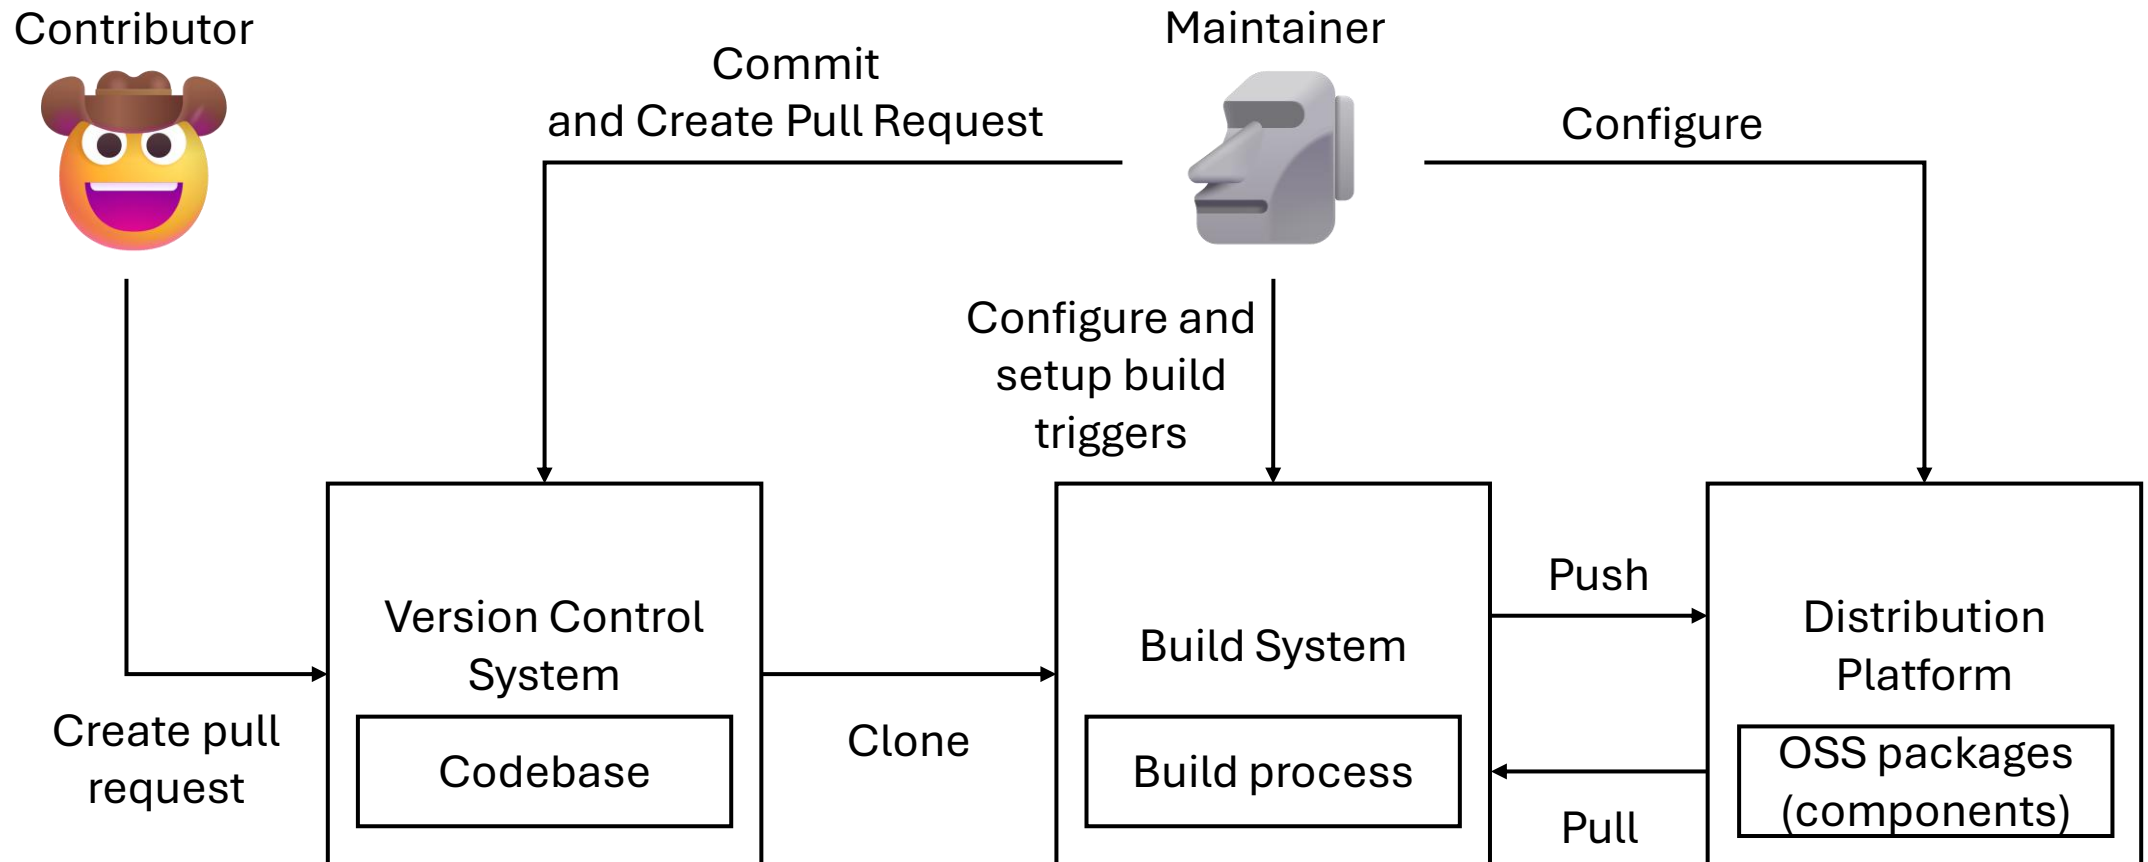 Contributor
Maintainer
Commit
and Create Pull Request
Configure
Configure and
setup build
triggers
Version Control
System
Codebase
Create pull
request
Clone
Build System
Build process
Push
Pull
Distribution
Platform
OSS packages
(components)